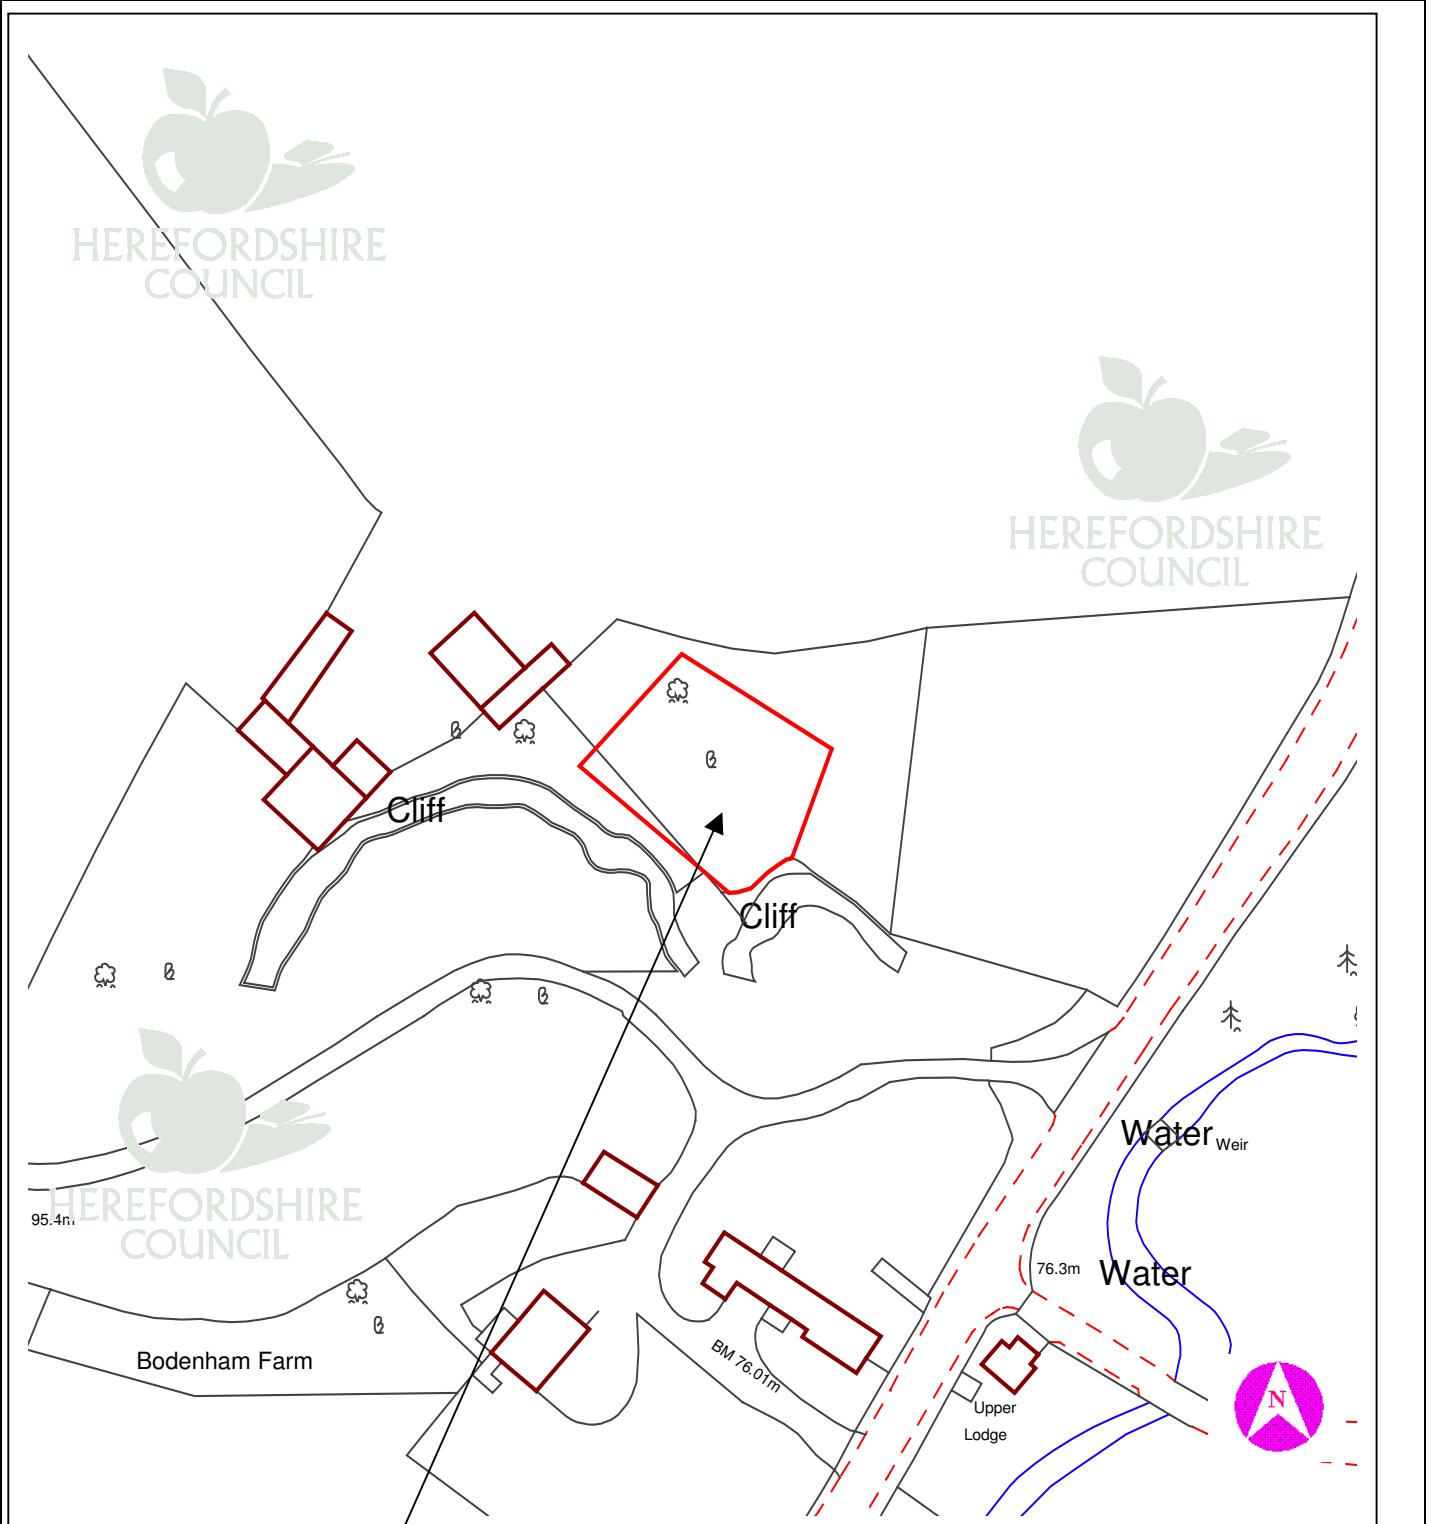 HEREFORDSHIRE
COUNCIL
HEREFORDSHIRE
COUNCIL
Cliff
Cliff
Water
Weir
HEREFORDSHIRE
COUNCIL
95.4m
76.3m
Water
BM 76.01m
Bodenham Farm
N
Upper
Lodge